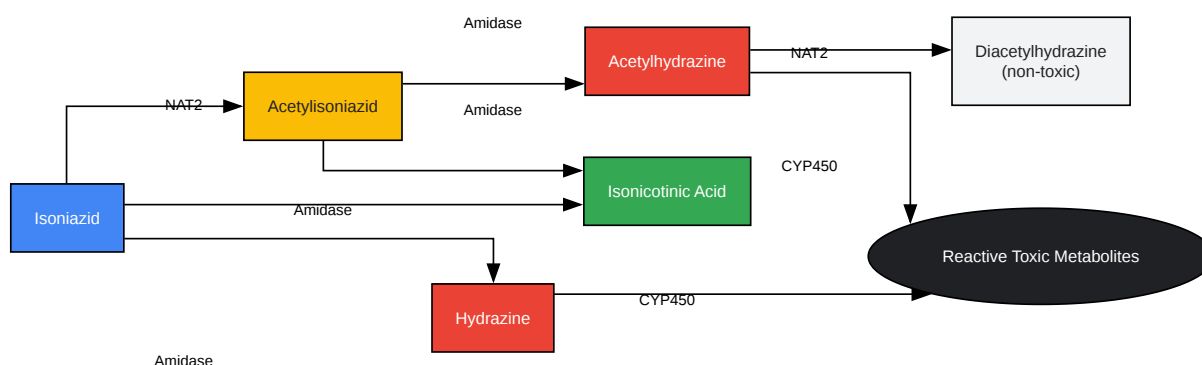 Amidase
Acetylhydrazine
NAT2
Diacetylhydrazine
(non-toxic)
NAT2
Acetylisoniazid
Amidase
CYP450
Isoniazid
Amidase
Isonicotinic Acid
Reactive Toxic Metabolites
Hydrazine
CYP450
Amidase